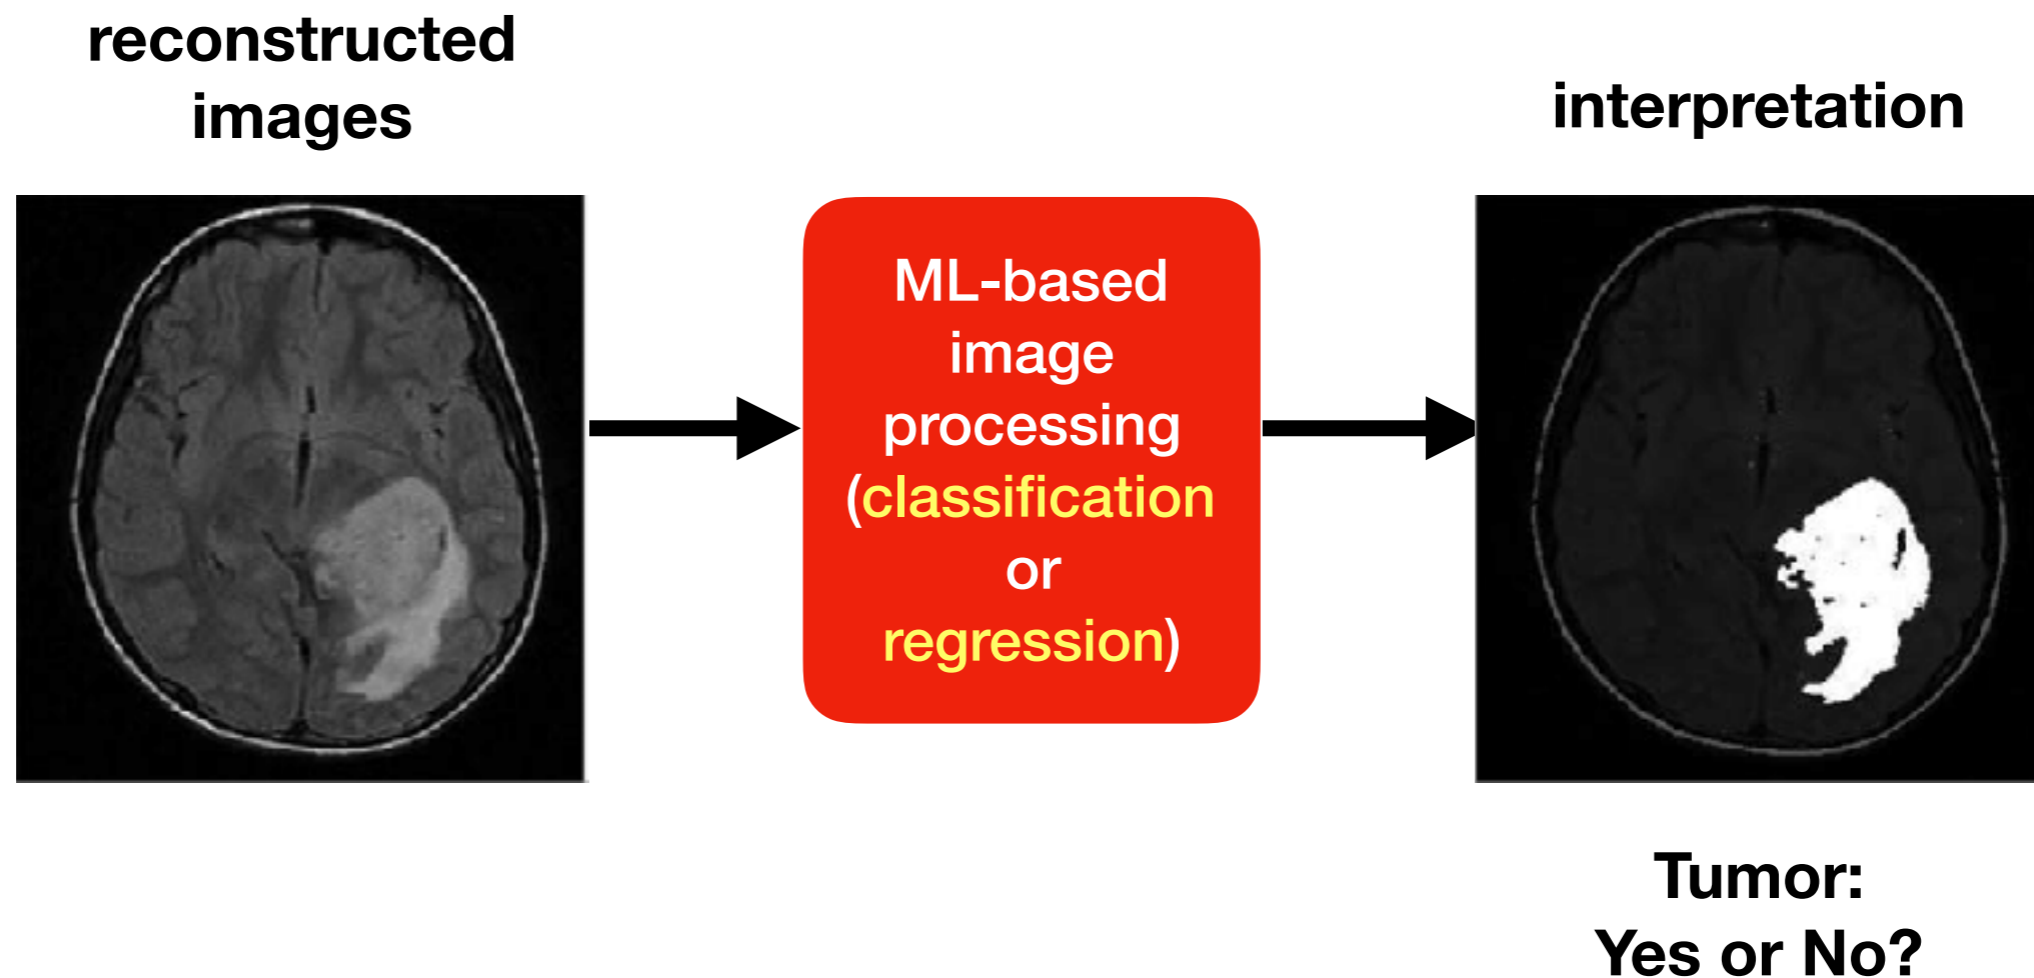 reconstructed
images
interpretation
ML-based
image
processing
(classification
or
regression)
Tumor:
Yes or No?